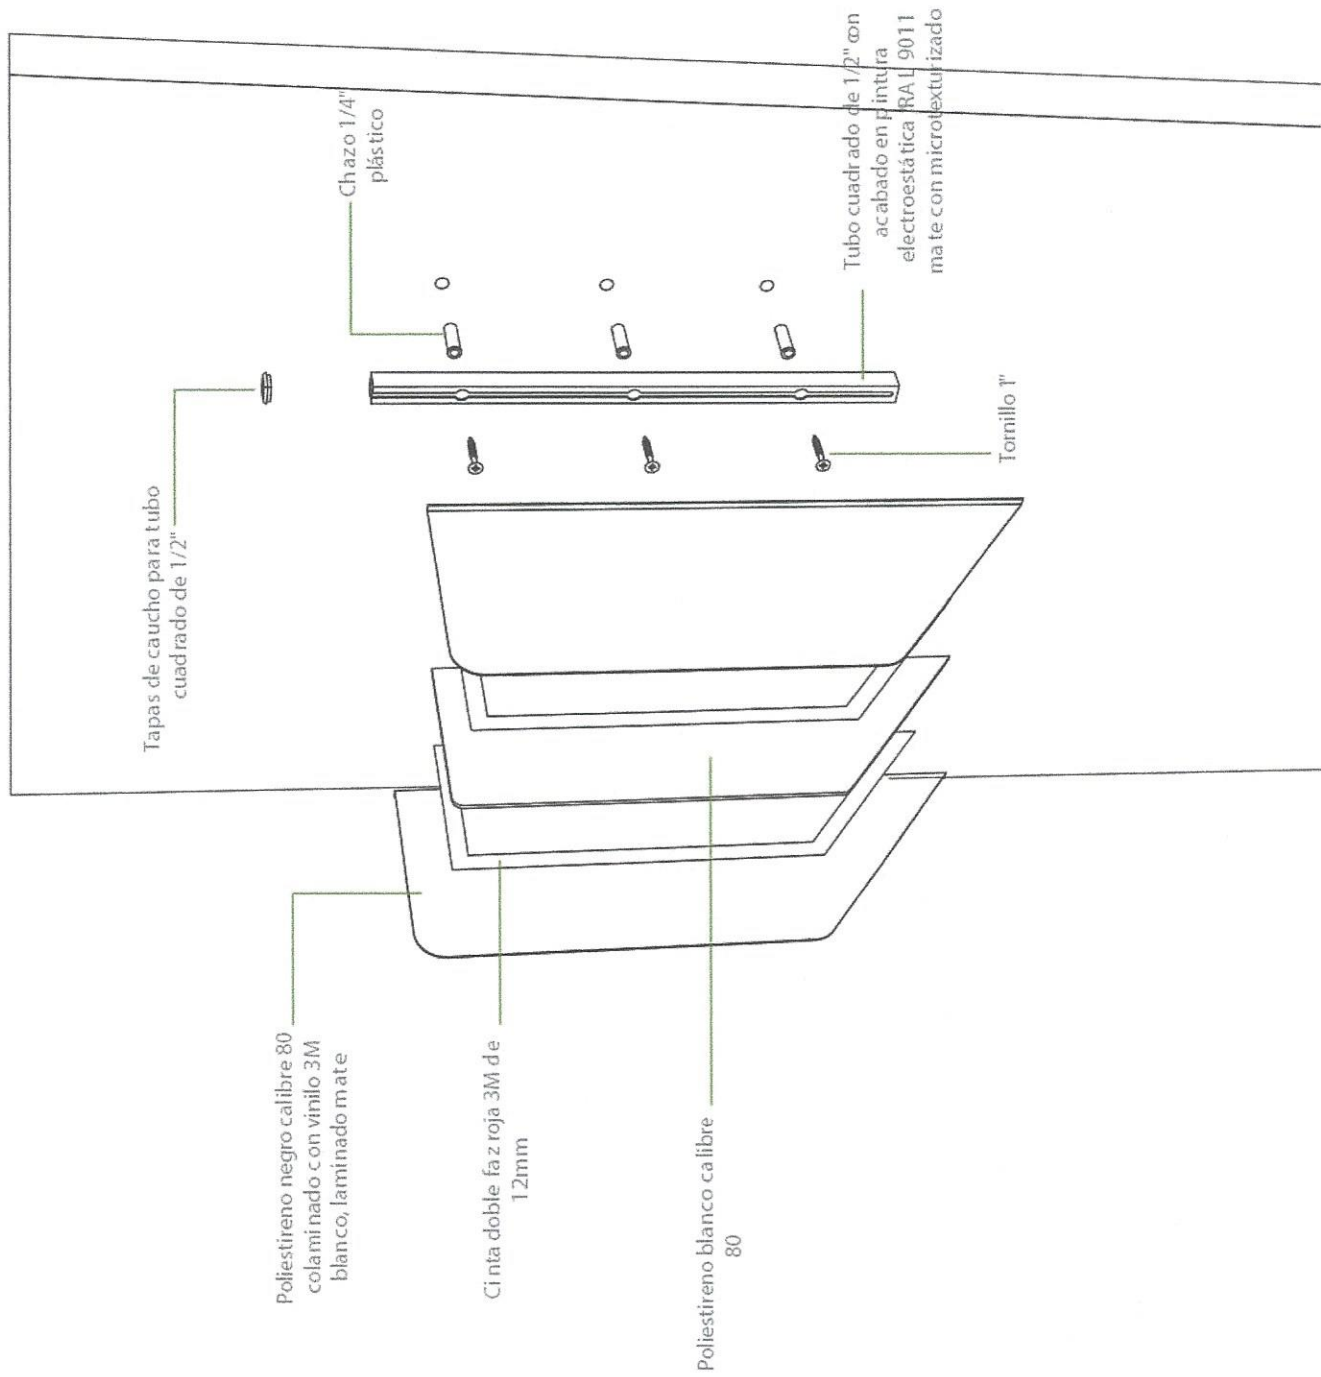 Poliestireno negro calibre 80
colaminado con vinilo 3M
blanco, laminado mate
Cinta doble faz roja 3M de
12mm
Poliestireno blanco calibre
80
Tapas de caucho para tubo
cuadrado de 1/2"
Chazo 1/4"
plástico
Tornillo 1"
Tubo cuadrado de 1/2" con
acabado en pintura
electroestática RAL 9011
mate con microtexturizado